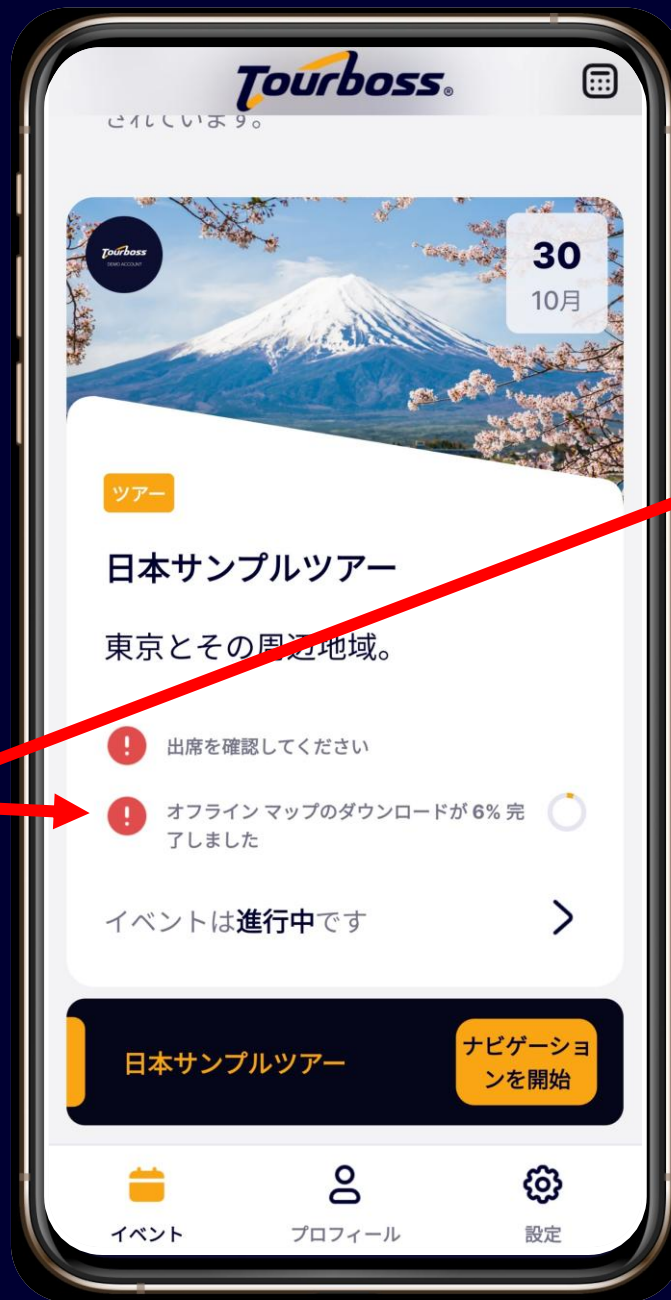 Tourboss®
されています。
Tourboss
DEMO ACCOUNT
30
10月
ツアー
日本サンプルツアー
東京とその周辺地域。
出席を確認してください
オフライン マップのダウンロードが 6% 完
了しました
イベントは進行中です
日本サンプルツアー
ナビゲーショ
ンを開始
イベント
プロフィール
設定